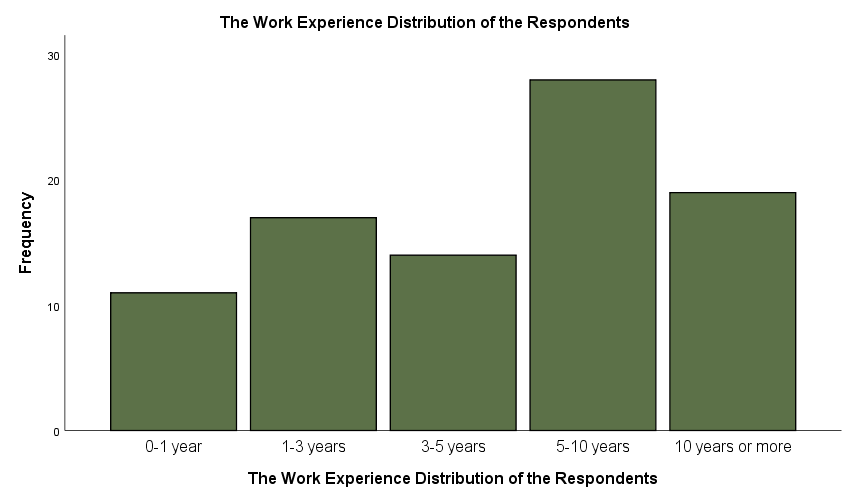 The Work Experience Distribution of the Respondents
30
20
10
0
Frequency
0-1 year 1-3 years 3-5 years 5-10 years 10 years or more
The Work Experience Distribution of the Respondents